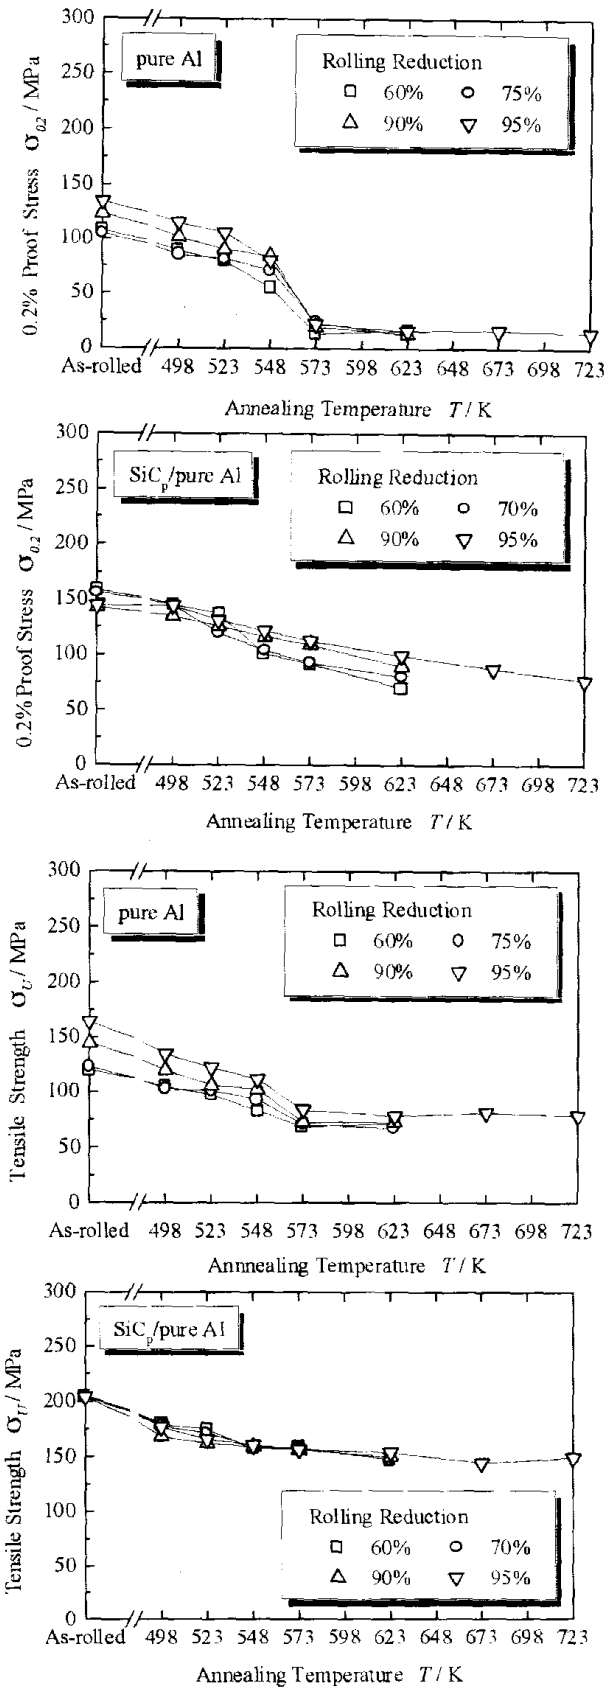 300
250
200
150
100
50
0
0.2% Proof Stress σ0.2 / MPa
pure Al
Rolling Reduction
60% 75%
90% 95%
As-rolled 498 523 548 573 598 623 648 673 698 723
Annealing Temperature T / K
300
250
200
150
100
50
0
0.2% Proof Stress σ0.2 / MPa
SiCp/pure Al
Rolling Reduction
60% 70%
90% 95%
As-rolled 498 523 548 573 598 623 648 673 698 723
Annealing Temperature T / K
300
250
200
150
100
50
0
Tensile Strength σU / MPa
pure Al
Rolling Reduction
60% 75%
90% 95%
As-rolled 498 523 548 573 598 623 648 673 698 723
Annnealing Temperature T / K
300
250
200
150
100
50
0
Tensile Strength σU / MPa
SiCp/pure Al
Rolling Reduction
60% 70%
90% 95%
As-rolled 498 523 548 573 598 623 648 673 698 723
Annealing Temperature T / K